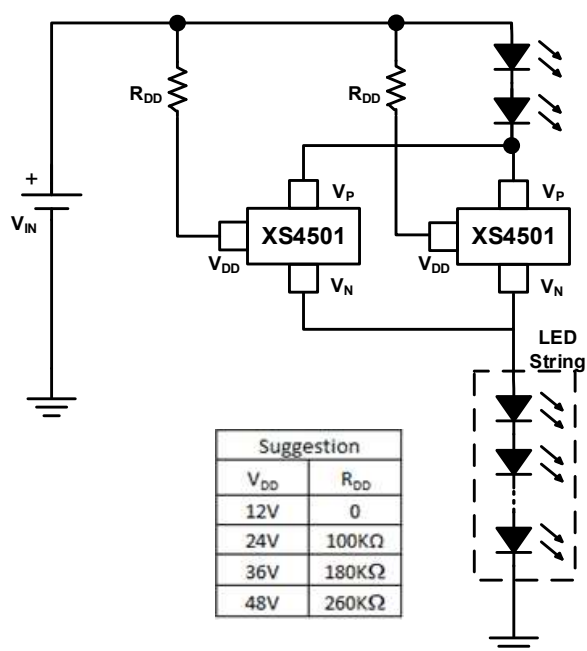 R_DD
R_DD
+
V_IN
V_P
V_P
XS4501
XS4501
V_DD
V_DD
V_N
V_N
LED
String
Suggestion
V_DD R_DD
12V 0
24V 100KΩ
36V 180KΩ
48V 260KΩ